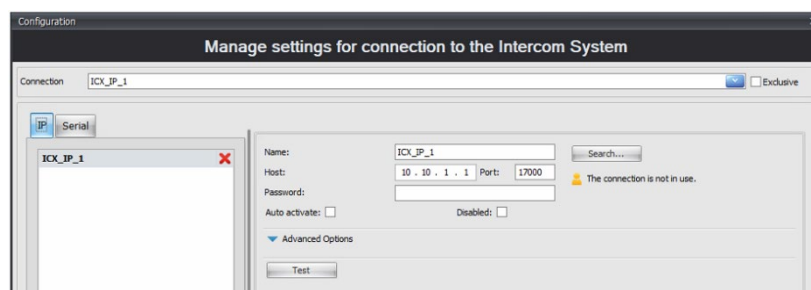 Configuration
Manage settings for connection to the Intercom System
Connection ICX_IP_1 Exclusive
IP Serial
ICX_IP_1
Name: ICX_IP_1 Search...
Host: 10 . 10 . 1 . 1 Port: 17000
The connection is not in use.
Password:
Auto activate: Disabled:
Advanced Options
Test